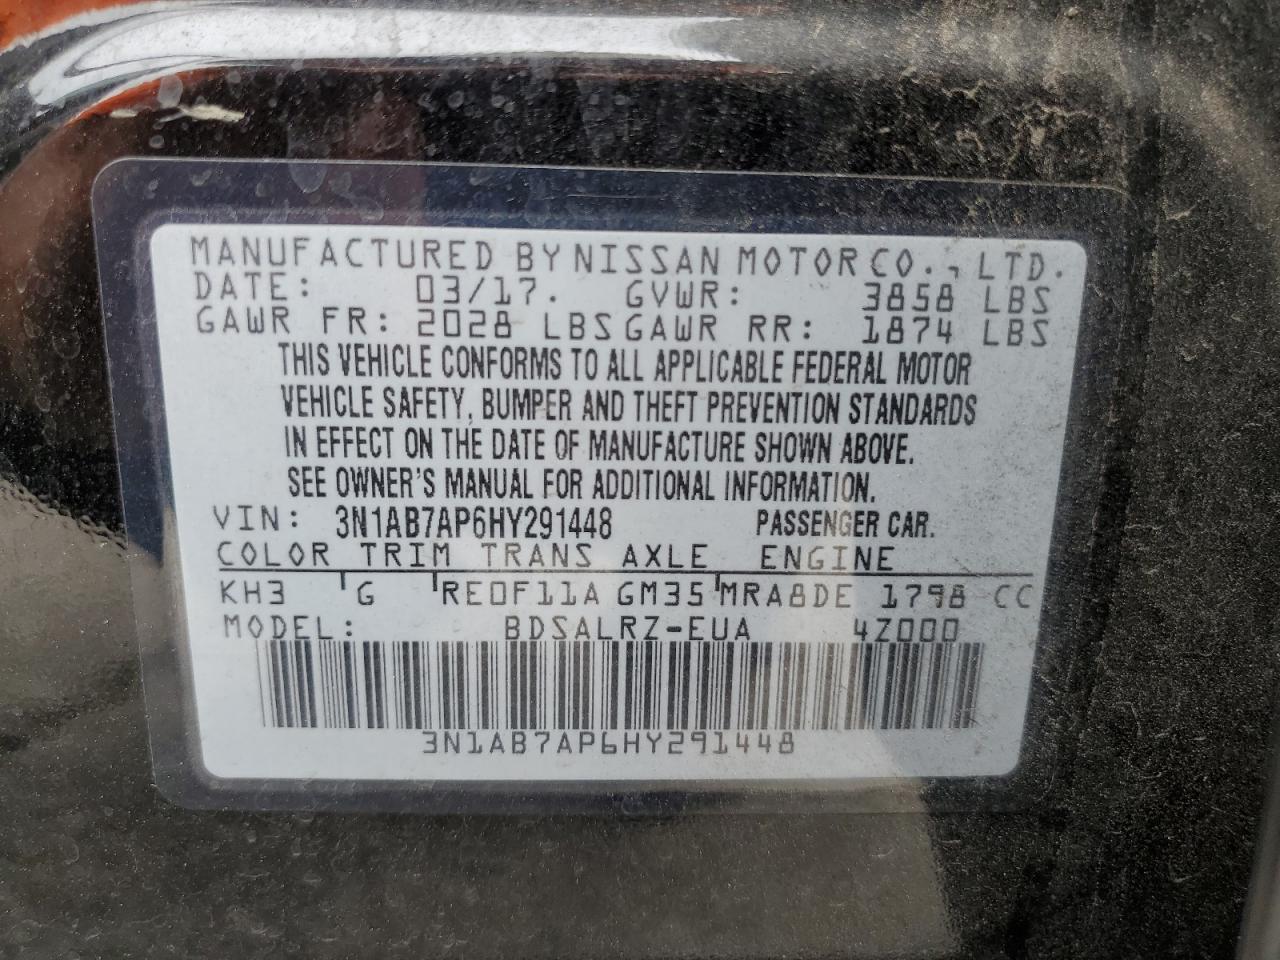 MANUFACTURED BY NISSAN MOTOR CO., LTD.
DATE: 03/17. GVWR: 3858 LBS
GAWR FR: 2028 LBS GAWR RR: 1874 LBS
THIS VEHICLE CONFORMS TO ALL APPLICABLE FEDERAL MOTOR
VEHICLE SAFETY, BUMPER AND THEFT PREVENTION STANDARDS
IN EFFECT ON THE DATE OF MANUFACTURE SHOWN ABOVE.
SEE OWNER'S MANUAL FOR ADDITIONAL INFORMATION.
VIN: 3N1AB7AP6HY291448 PASSENGER CAR.
COLOR TRIM TRANS AXLE ENGINE
KH3 G RE0F11A GM35 MRA8DE 1798 CC
MODEL: BDSALRZ-EUA 4Z000
3N1AB7AP6HY291448